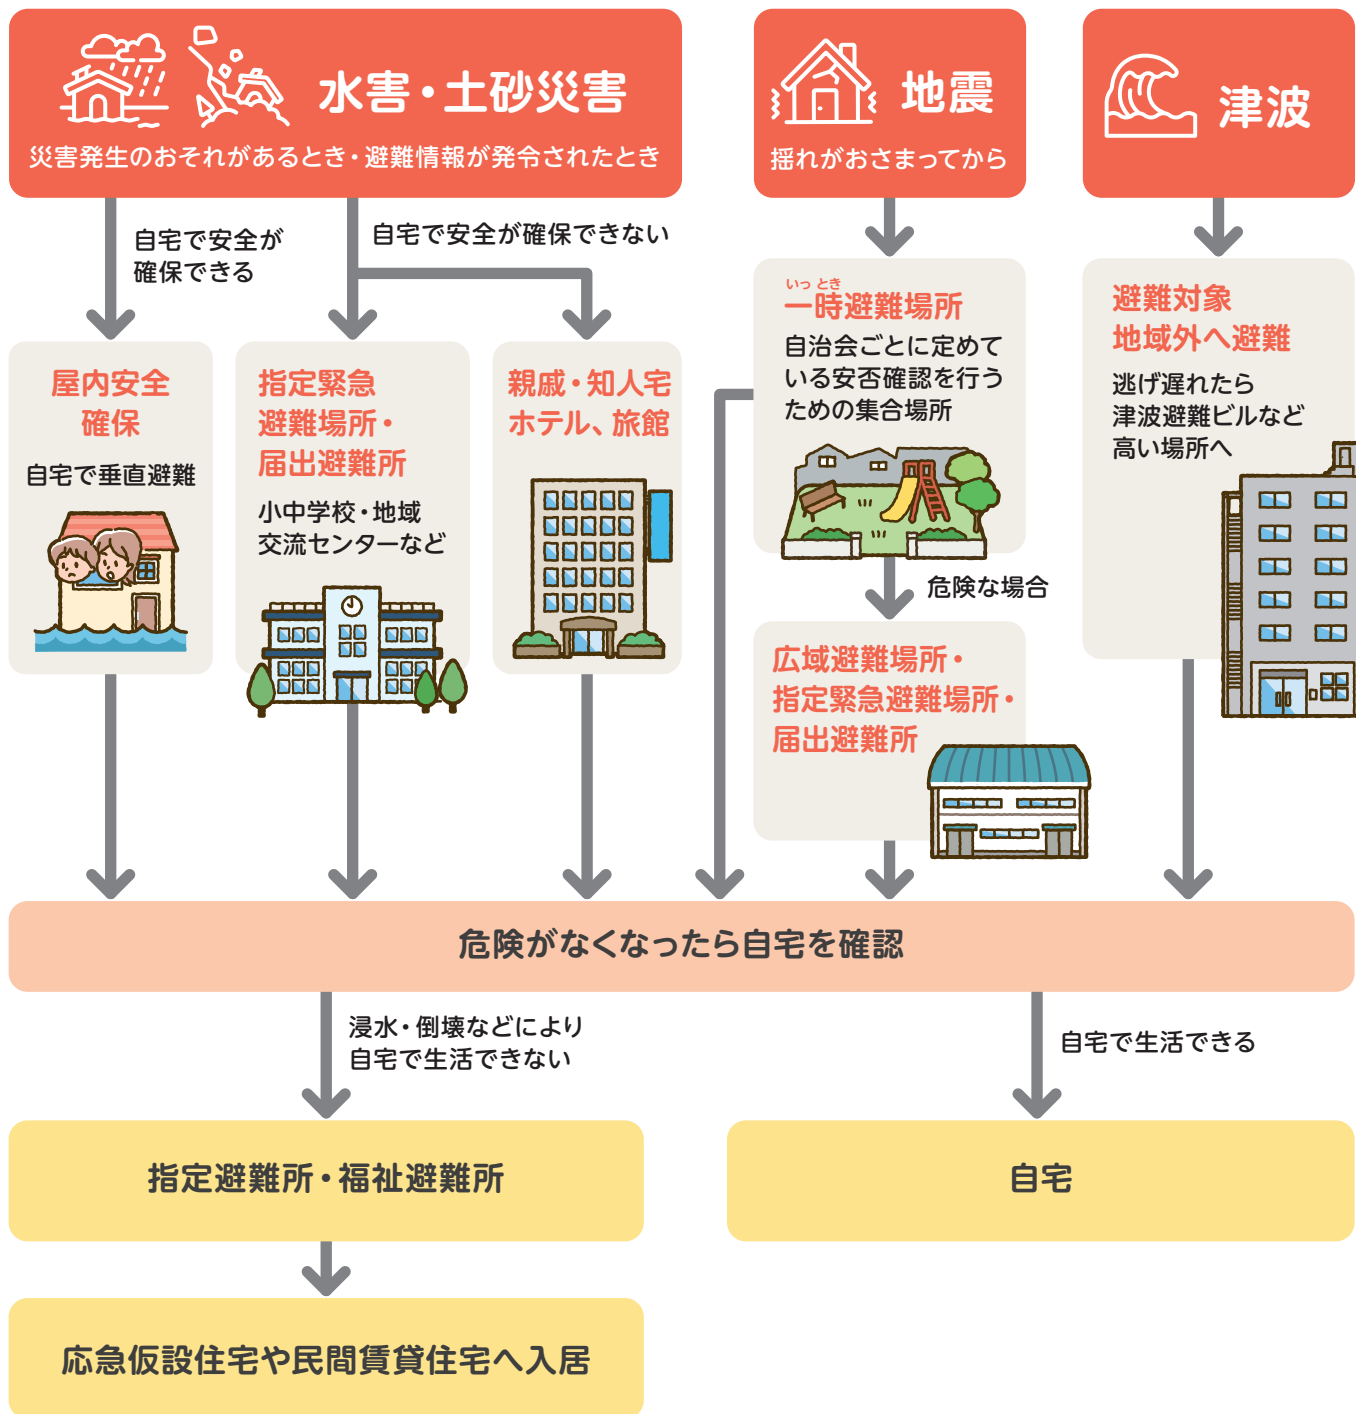 水害・土砂災害
災害発生のおそれがあるとき・避難情報が発令されたとき
地震
揺れがおさまってから
津波
自宅で安全が
確保できる
自宅で安全が確保できない
屋内安全
確保
自宅で垂直避難
指定緊急
避難場所・
届出避難所
小中学校・地域
交流センターなど
親戚・知人宅
ホテル、旅館
いっとき
一時避難場所
自治会ごとに定めて
いる安否確認を行う
ための集合場所
危険な場合
広域避難場所・
指定緊急避難場所・
届出避難所
避難対象
地域外へ避難
逃げ遅れたら
津波避難ビルなど
高い場所へ
危険がなくなったら自宅を確認
浸水・倒壊などにより
自宅で生活できない
自宅で生活できる
指定避難所・福祉避難所
自宅
応急仮設住宅や民間賃貸住宅へ入居